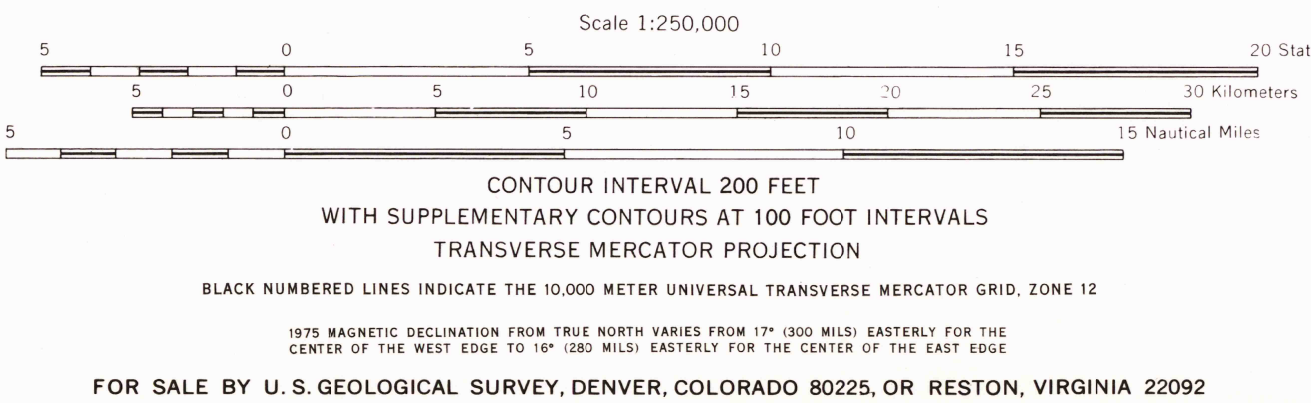 Scale 1:250,000
5 0 5 10 15 20 Stat
5 0 5 10 15 20 25 30 Kilometers
5 0 5 10 15 Nautical Miles
CONTOUR INTERVAL 200 FEET
WITH SUPPLEMENTARY CONTOURS AT 100 FOOT INTERVALS
TRANSVERSE MERCATOR PROJECTION
BLACK NUMBERED LINES INDICATE THE 10,000 METER UNIVERSAL TRANSVERSE MERCATOR GRID, ZONE 12
1975 MAGNETIC DECLINATION FROM TRUE NORTH VARIES FROM 17° (300 MILS) EASTERLY FOR THE
CENTER OF THE WEST EDGE TO 16° (280 MILS) EASTERLY FOR THE CENTER OF THE EAST EDGE
FOR SALE BY U. S. GEOLOGICAL SURVEY, DENVER, COLORADO 80225, OR RESTON, VIRGINIA 22092